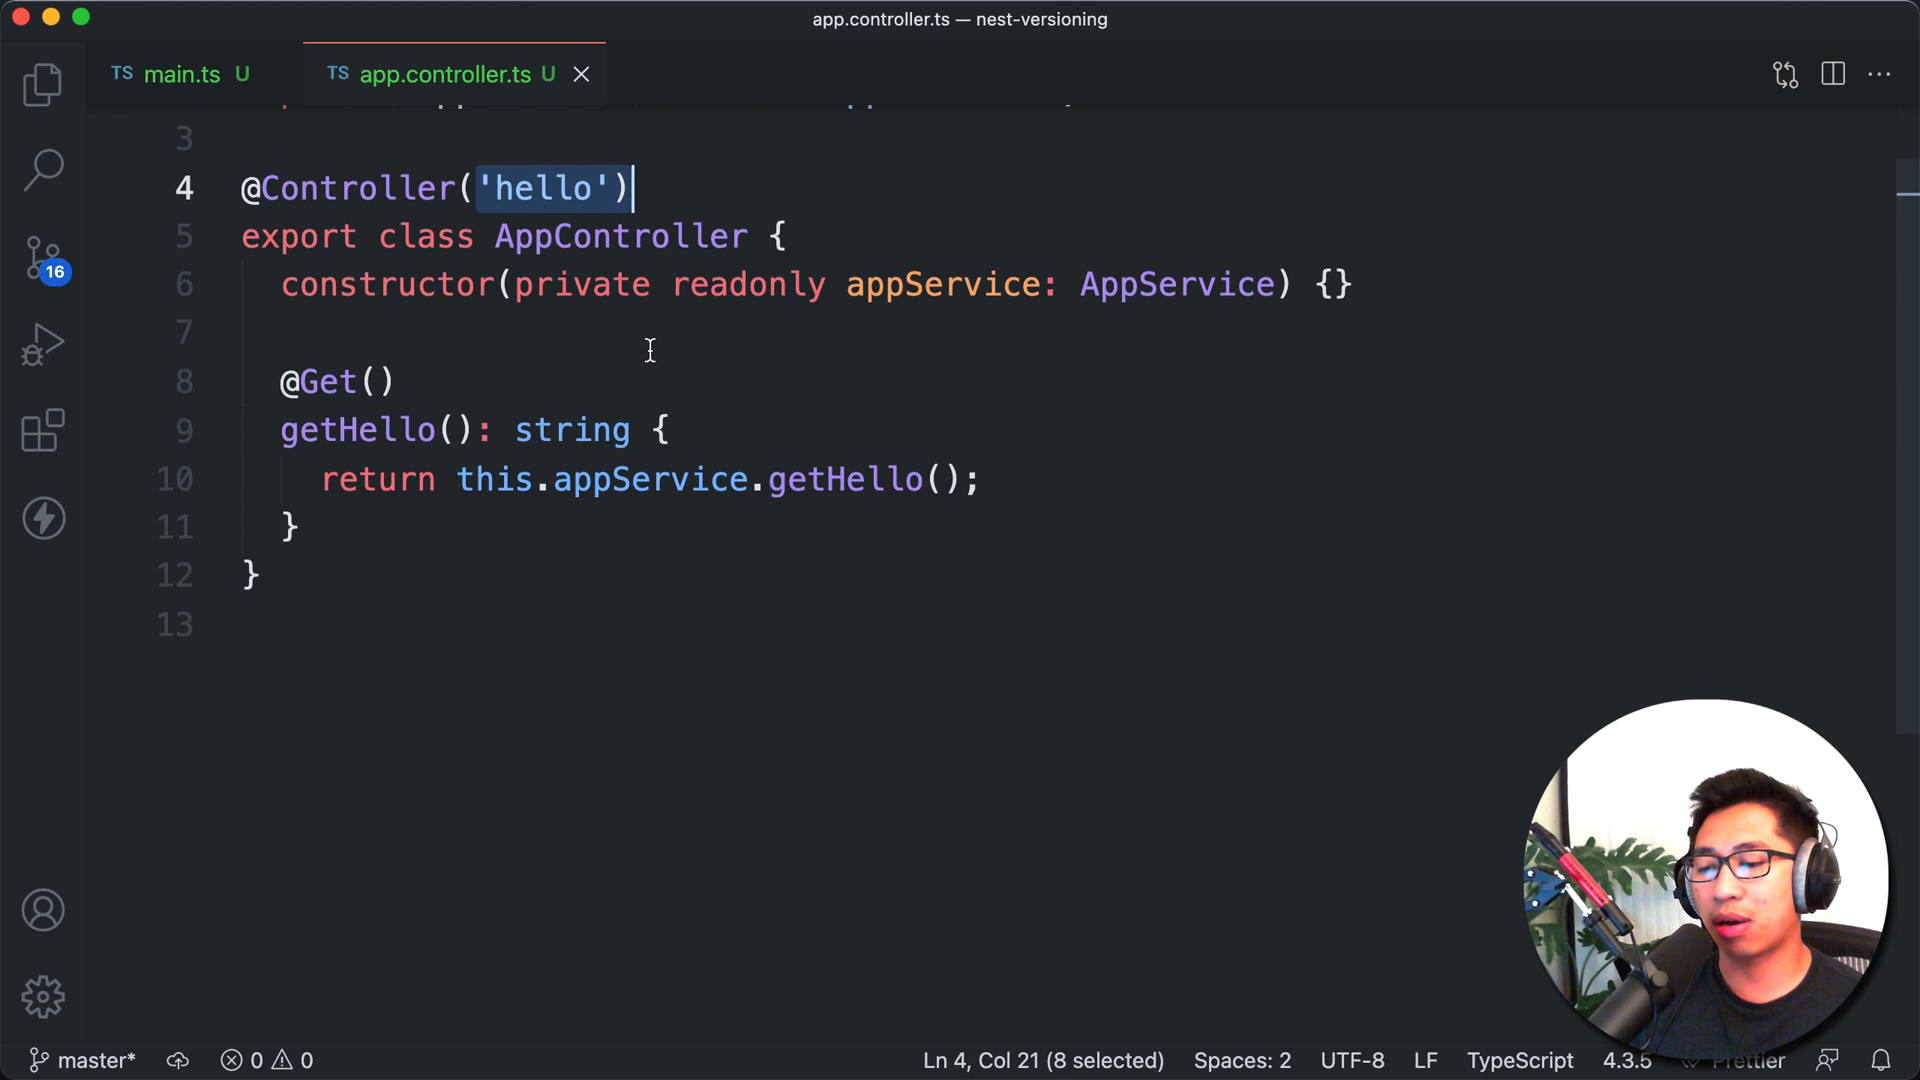 app.controller.ts — nest-versioning
TS main.ts U
TS app.controller.ts U
3
4 @Controller('hello')
5 export class AppController {
6 constructor(private readonly appService: AppService) {}
7
8 @Get()
9 getHello(): string {
10 return this.appService.getHello();
11 }
12 }
13
16
master* 0 0 Ln 4, Col 21 (8 selected) Spaces: 2 UTF-8 LF TypeScript 4.3.5 Prettier